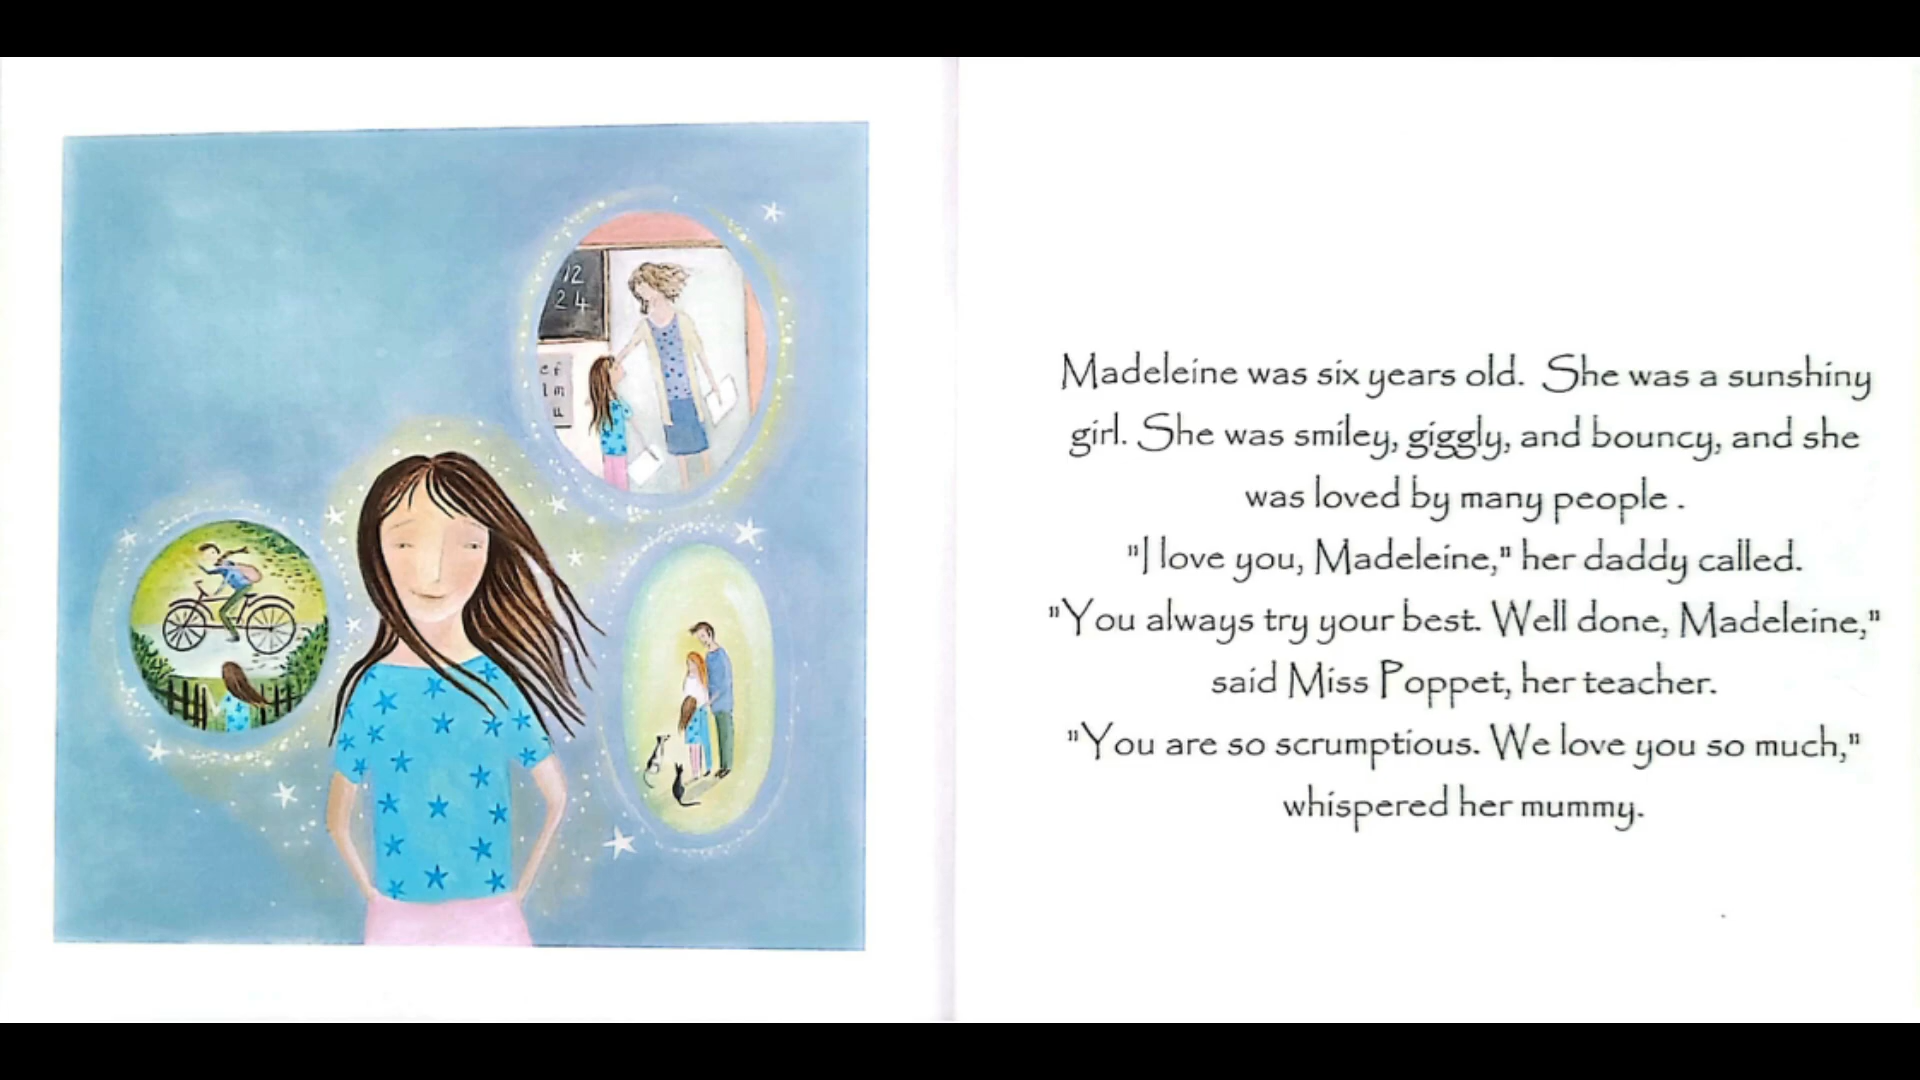 12
24
e f
l m
u
Madeleine was six years old. She was a sunshiny
girl. She was smiley, giggly, and bouncy, and she
was loved by many people .
"I love you, Madeleine," her daddy called.
"You always try your best. Well done, Madeleine,"
said Miss Poppet, her teacher.
"You are so scrumptious. We love you so much,"
whispered her mummy.